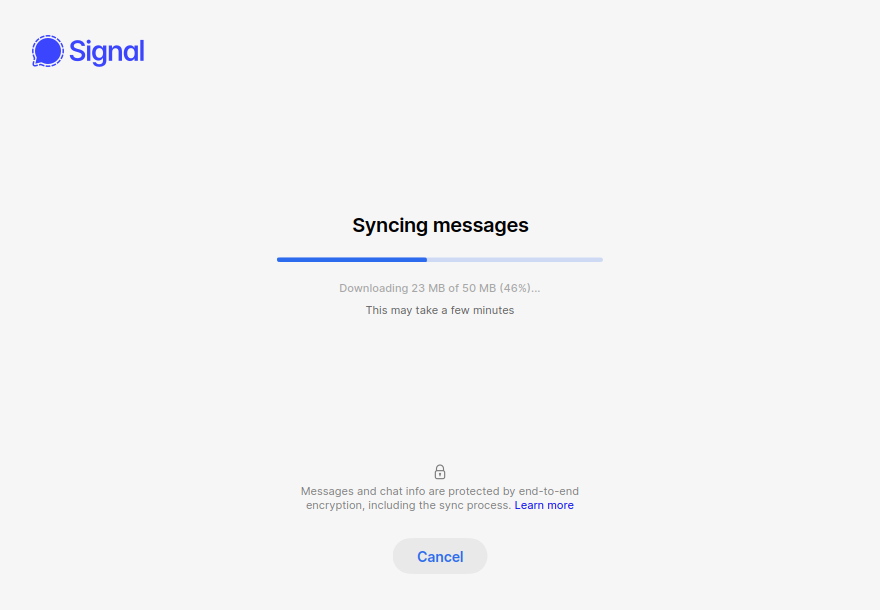 Signal
Syncing messages
Downloading 23 MB of 50 MB (46%)...
This may take a few minutes
Messages and chat info are protected by end-to-end
encryption, including the sync process. Learn more
Cancel